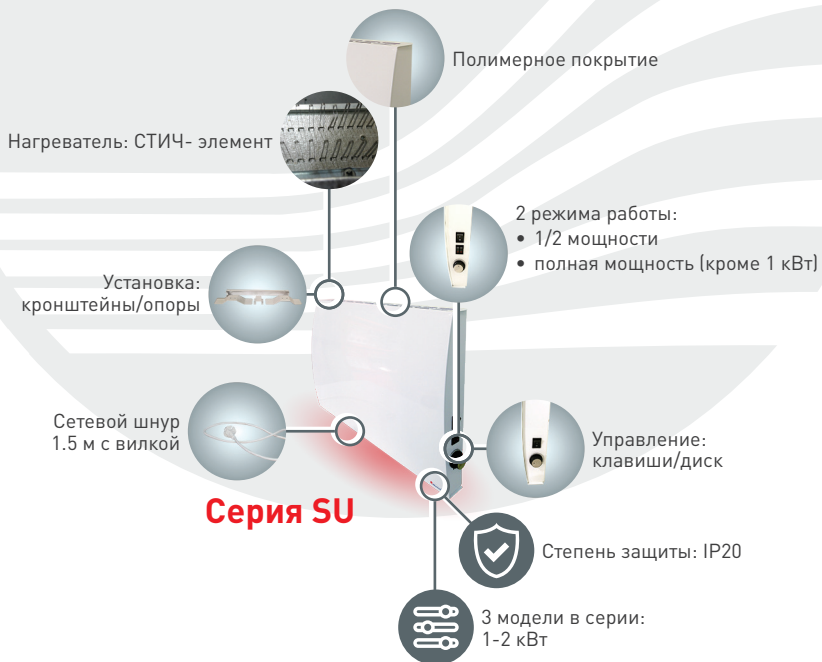 Полимерное покрытие
Нагреватель: СТИЧ- элемент
2 режима работы:
• 1/2 мощности
• полная мощность (кроме 1 кВт)
Установка:
кронштейны/опоры
Сетевой шнур
1.5 м с вилкой
Управление:
клавиши/диск
Серия SU
Степень защиты: IP20
3 модели в серии:
1-2 кВт